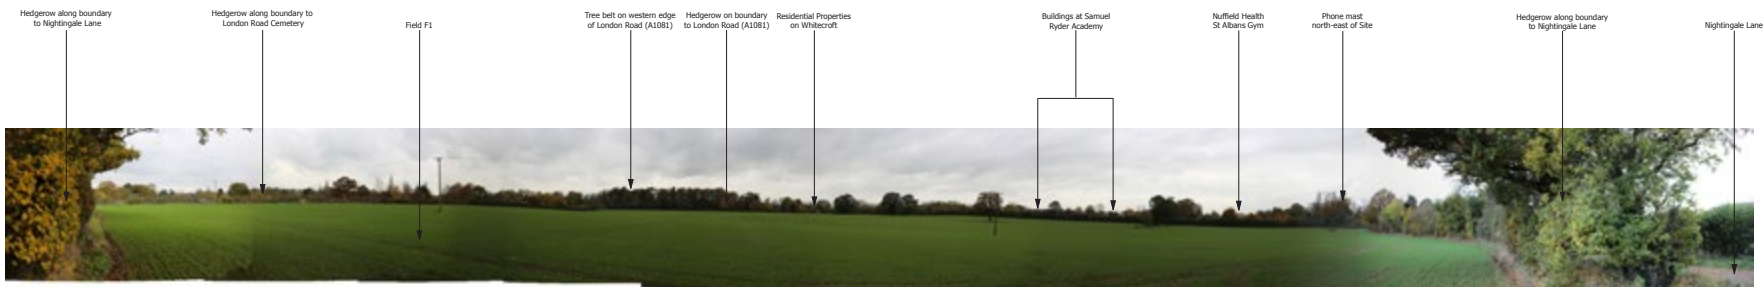 Hedgerow along boundary
to Nightingale Lane
Hedgerow along boundary to
London Road Cemetery
Field F1
Tree belt on western edge
of London Road (A1081)
Hedgerow on boundary
to London Road (A1081)
Residential Properties
on Whitecroft
Buildings at Samuel
Ryder Academy
Nuffield Health
St Albans Gym
Phone mast
north-east of Site
Hedgerow along boundary
to Nightingale Lane
Nightingale Lane